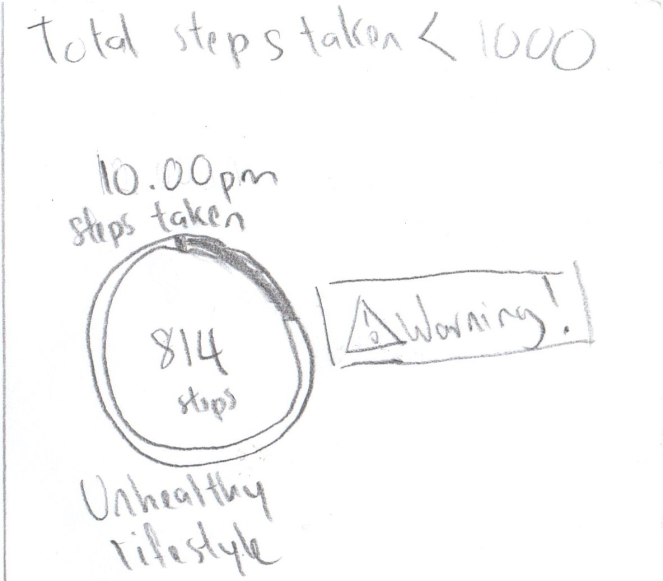 Total steps taken < 1000
10.00pm
steps taken
814
steps
Warning!
Unhealthy
lifestyle